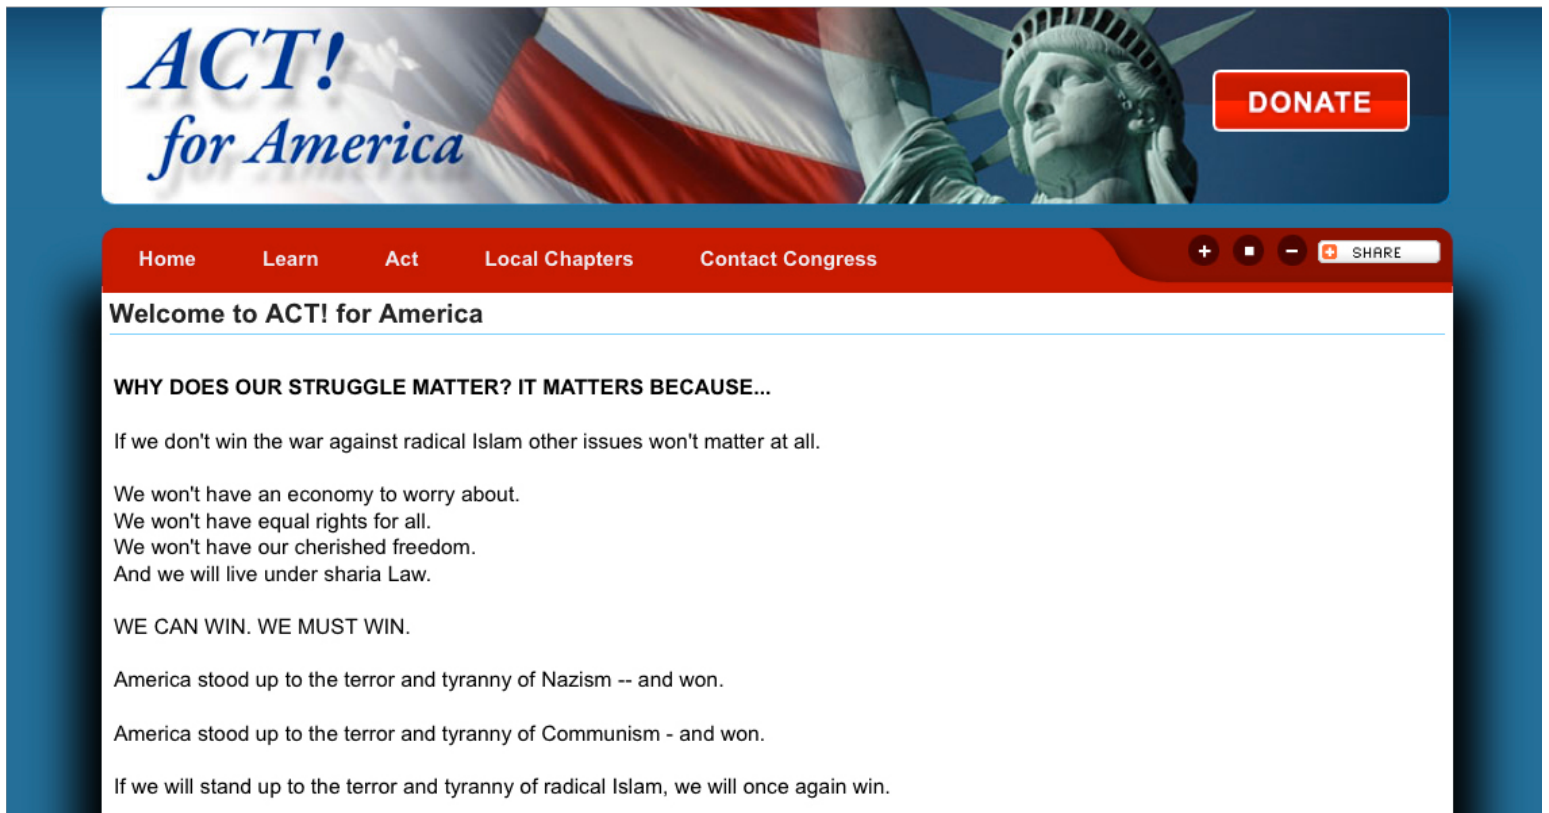 ACT!
for America
DONATE
Home Learn Act Local Chapters Contact Congress SHARE
Welcome to ACT! for America
WHY DOES OUR STRUGGLE MATTER? IT MATTERS BECAUSE...
If we don't win the war against radical Islam other issues won't matter at all.
We won't have an economy to worry about.
We won't have equal rights for all.
We won't have our cherished freedom.
And we will live under sharia Law.
WE CAN WIN. WE MUST WIN.
America stood up to the terror and tyranny of Nazism -- and won.
America stood up to the terror and tyranny of Communism - and won.
If we will stand up to the terror and tyranny of radical Islam, we will once again win.